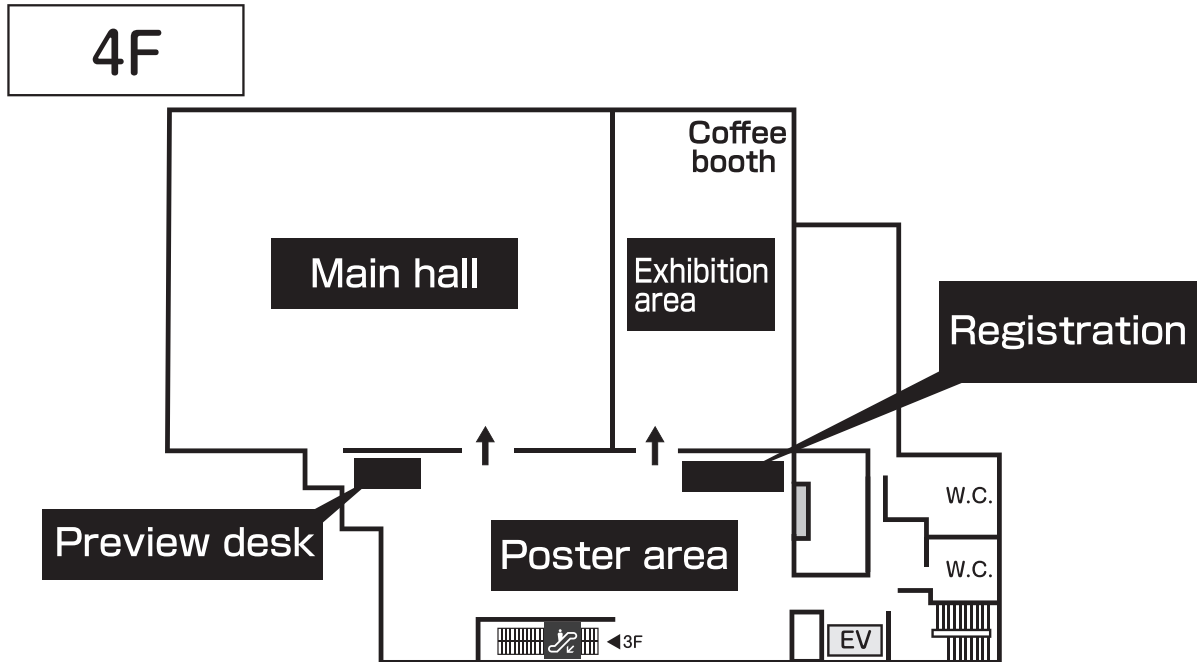 4F
Coffee
booth
Main hall
Exhibition
area
Registration
W.C.
Preview desk
Poster area
W.C.
◀3F
EV